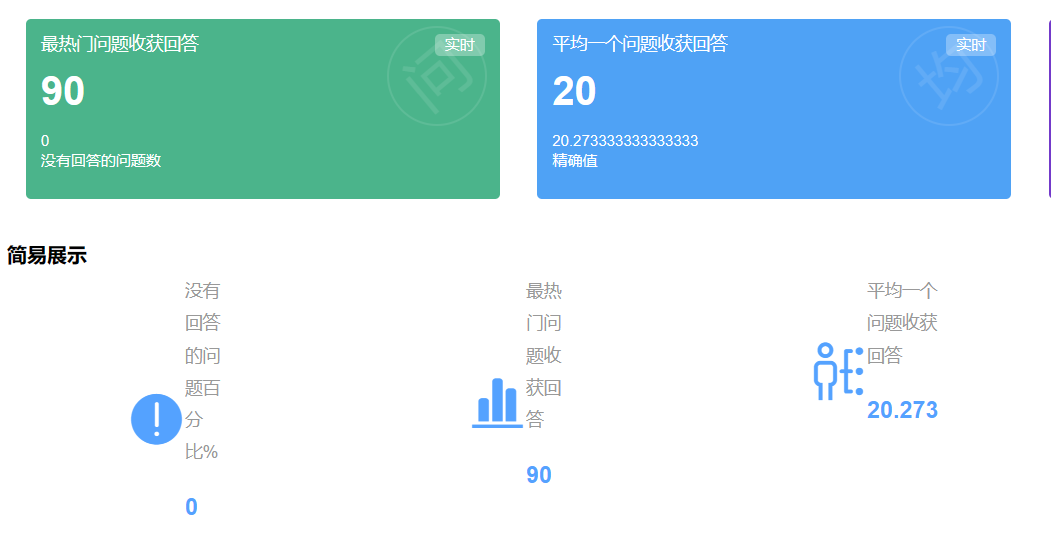 最热门问题收获回答
实时
问
90
0
没有回答的问题数
平均一个问题收获回答
实时
均
20
20.273333333333333
精确值
简易展示
没有
回答
的问
题百
分
比%
0
最热
门问
题收
获回
答
90
平均一个
问题收获
回答
20.273